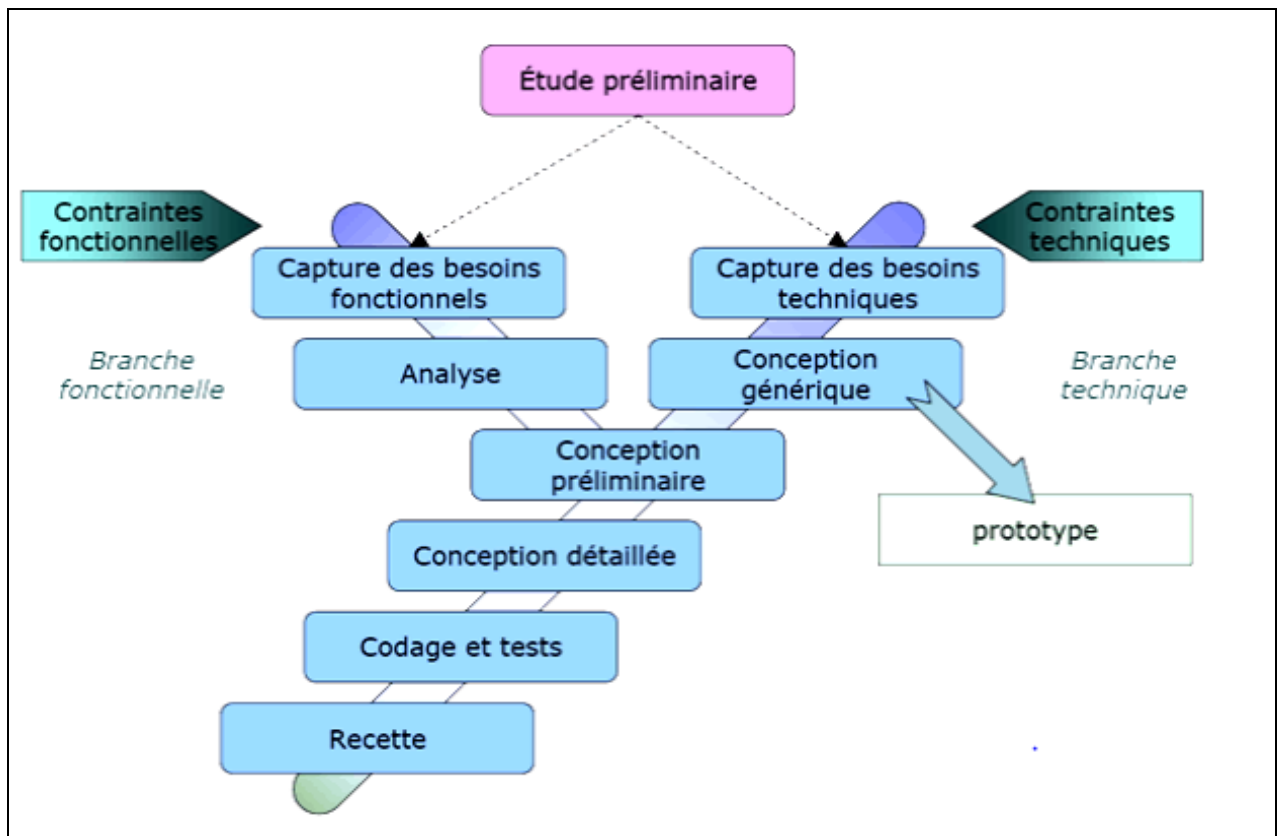 Étude préliminaire
Contraintes
fonctionnelles
Contraintes
techniques
Capture des besoins
fonctionnels
Capture des besoins
techniques
Branche
fonctionnelle
Analyse
Conception
générique
Branche
technique
Conception
préliminaire
prototype
Conception détaillée
Codage et tests
Recette